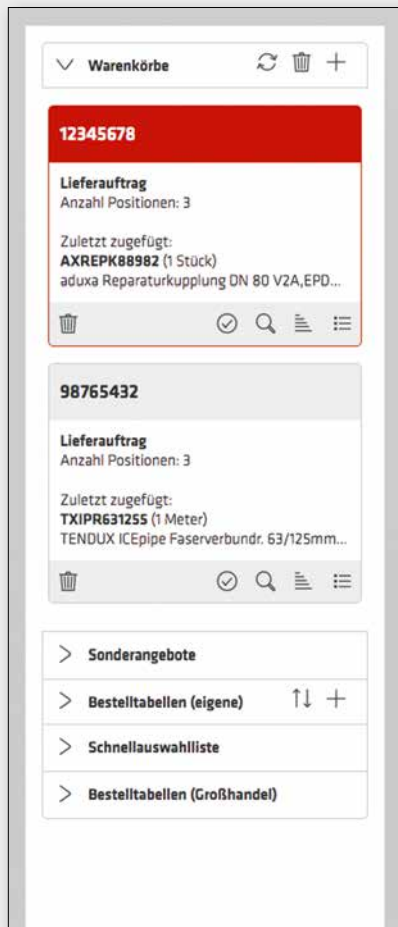 Warenkörbe
12345678
Lieferauftrag
Anzahl Positionen: 3
Zuletzt zugefügt:
AXREPK88982 (1 Stück)
aduxa Reparaturkupplung DN 80 V2A,EPD...
98765432
Lieferauftrag
Anzahl Positionen: 3
Zuletzt zugefügt:
TXIPR631255 (1 Meter)
TENDUX ICEpipe Faserverbundr. 63/125mm...
Sonderangebote
Bestelltabellen (eigene)
Schnellauswahlliste
Bestelltabellen (Großhandel)